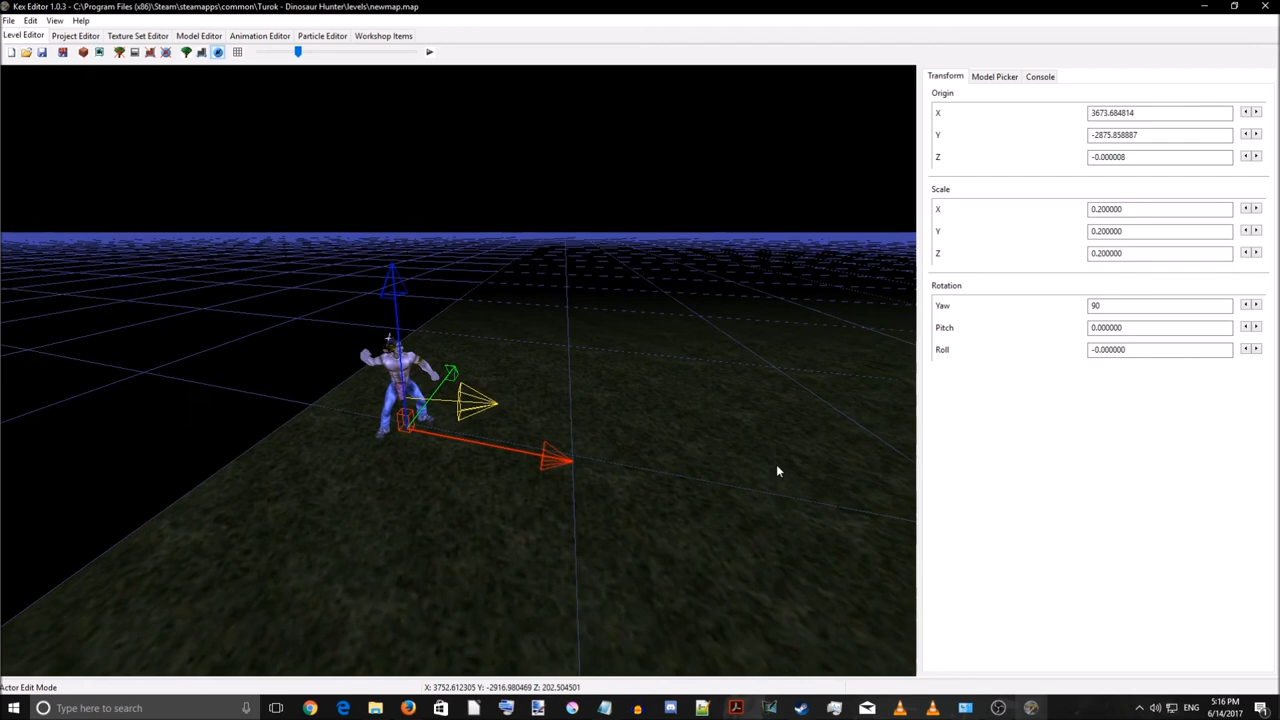 Kex Editor 1.0.3 - C:\Program Files (x86)\Steam\steamapps\common\Turok - Dinosaur Hunter\levels\newmap.map
File Edit View Help
Level Editor Project Editor Texture Set Editor Model Editor Animation Editor Particle Editor Workshop Items
Transform Model Picker Console
Origin
X 3673.684814
Y -2875.858887
Z -0.000008
Scale
X 0.200000
Y 0.200000
Z 0.200000
Rotation
Yaw 90
Pitch 0.000000
Roll -0.000000
Actor Edit Mode X: 3752.612305 Y: -2916.980469 Z: 202.504501
Type here to search
ENG
5:16 PM
6/14/2017